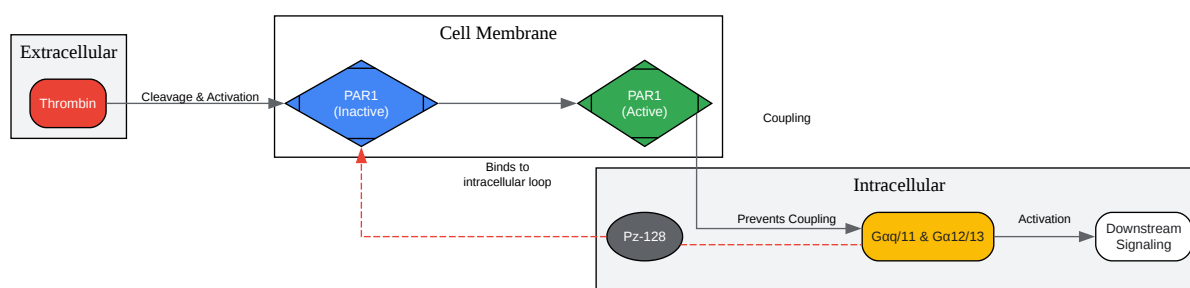 Extracellular
Thrombin
Cleavage & Activation
Cell Membrane
PAR1
(Inactive)
PAR1
(Active)
Coupling
Binds to
intracellular loop
Intracellular
Pz-128
Prevents Coupling
Gαq/11 & Gα12/13
Activation
Downstream
Signaling